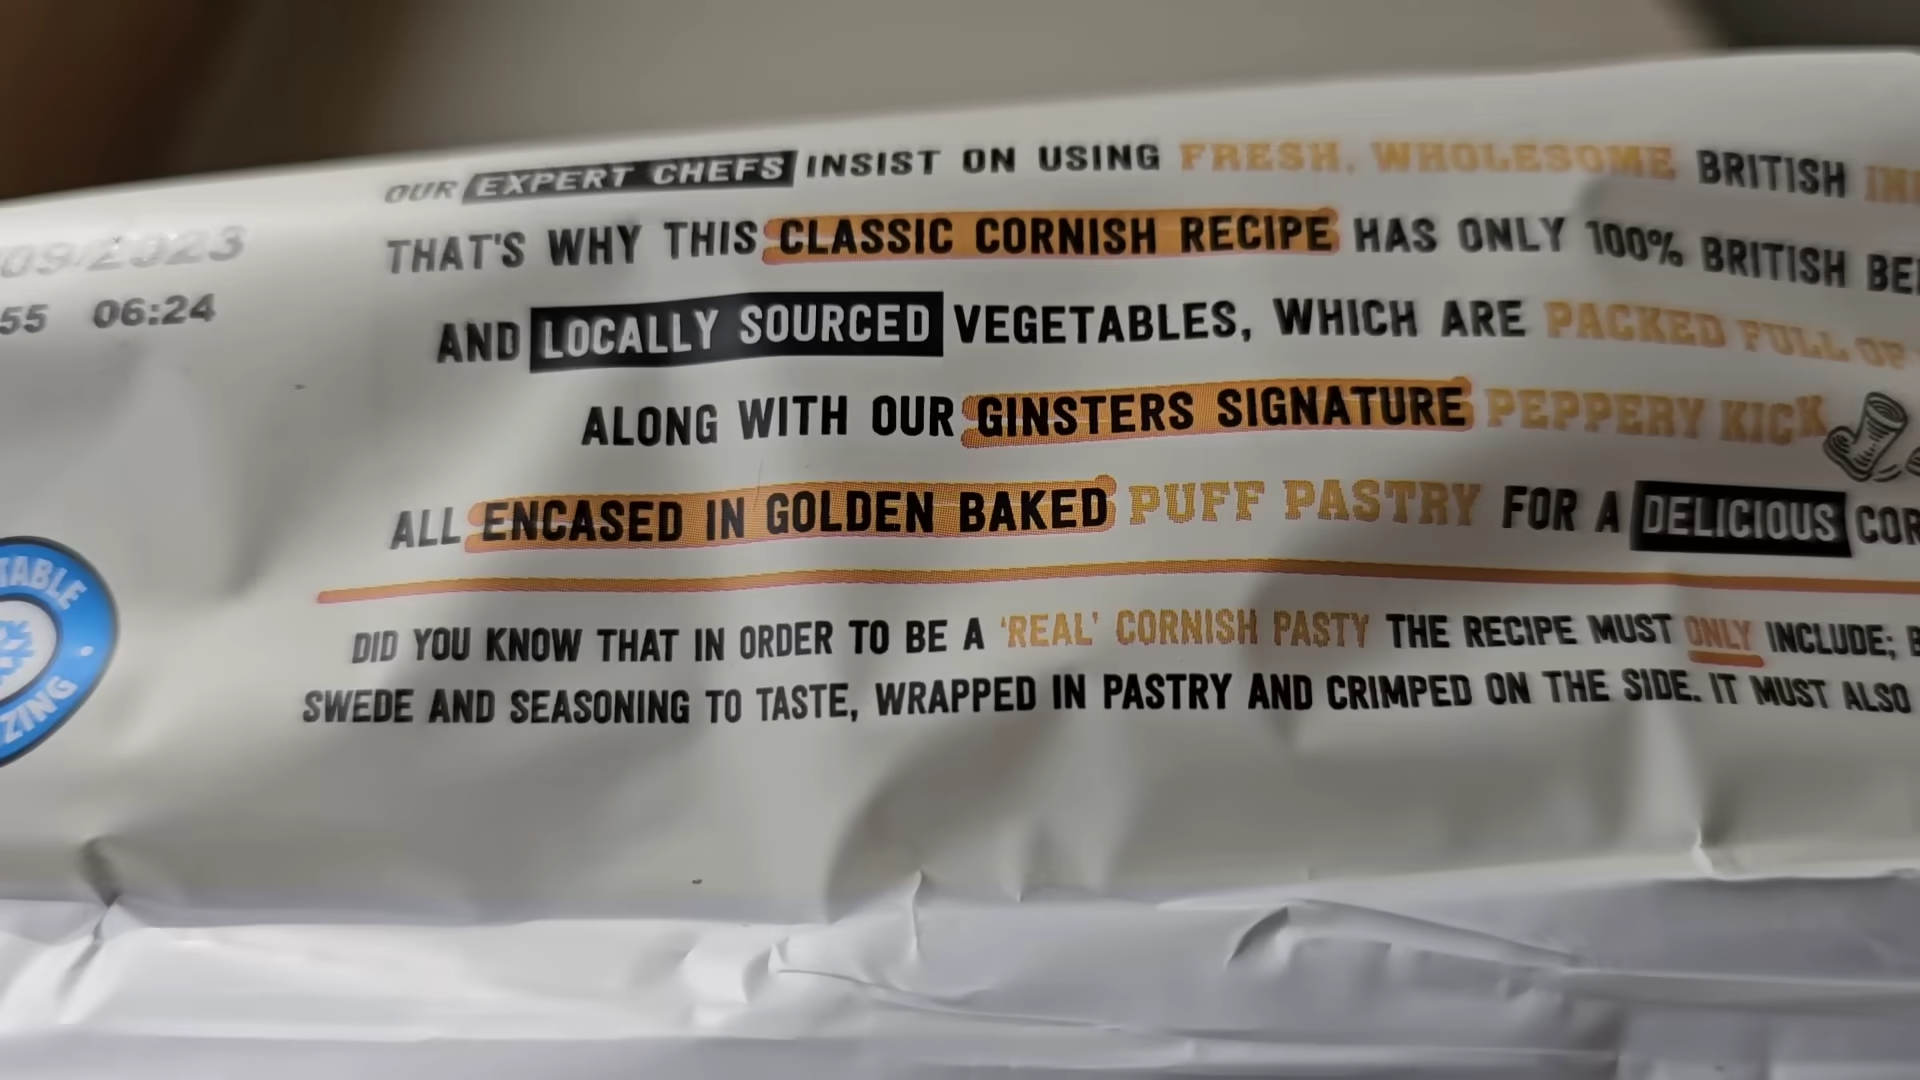 OUR EXPERT CHEFS INSIST ON USING FRESH, WHOLESOME BRITISH
THAT'S WHY THIS CLASSIC CORNISH RECIPE HAS ONLY 100% BRITISH
AND LOCALLY SOURCED VEGETABLES, WHICH ARE PACKED FULL OF
ALONG WITH OUR GINSTERS SIGNATURE PEPPERY KICK
ALL ENCASED IN GOLDEN BAKED PUFF PASTRY FOR A DELICIOUS COR
DID YOU KNOW THAT IN ORDER TO BE A 'REAL' CORNISH PASTY THE RECIPE MUST ONLY INCLUDE;
SWEDE AND SEASONING TO TASTE, WRAPPED IN PASTRY AND CRIMPED ON THE SIDE. IT MUST ALSO
09/2023
55 06:24
TABLE
ZING